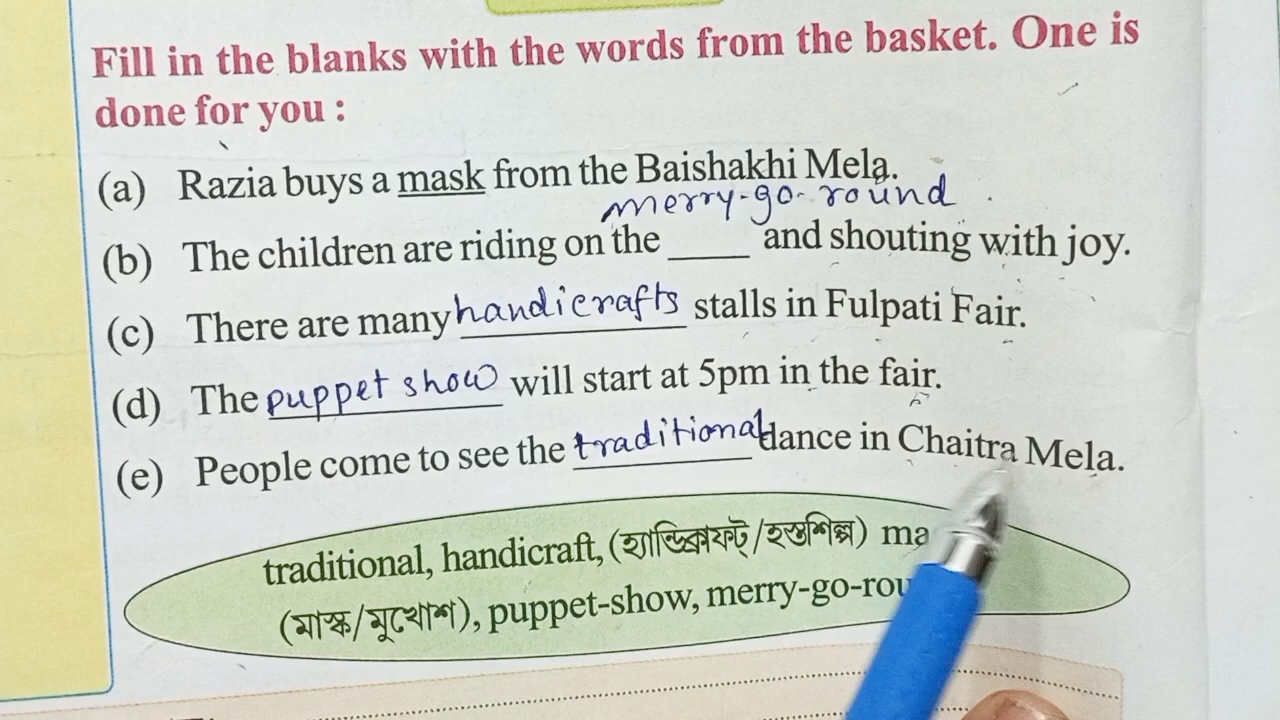 Fill in the blanks with the words from the basket. One is
done for you :
(a) Razia buys a mask from the Baishakhi Mela.
merry-go-round
(b) The children are riding on the ____ and shouting with joy.
(c) There are many handicrafts stalls in Fulpati Fair.
(d) The puppet show will start at 5pm in the fair.
(e) People come to see the traditional dance in Chaitra Mela.
traditional, handicraft, (হ্যান্ডিক্রাফ্ট/হস্তশিল্প) ma
(মাস্ক/মুখোশ), puppet-show, merry-go-rou